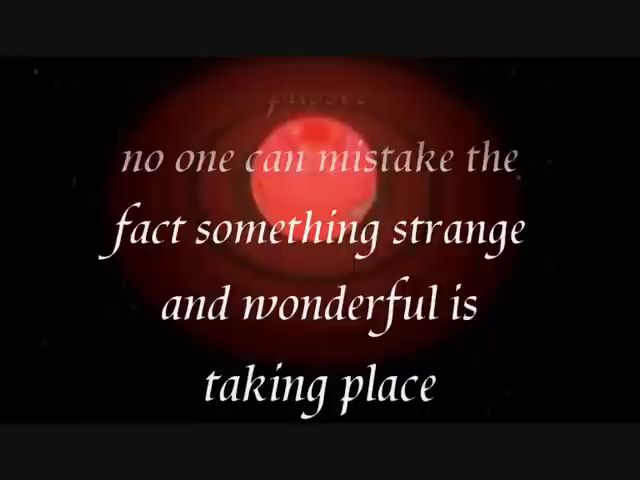 no one can mistake the
fact something strange
and wonderful is
taking place